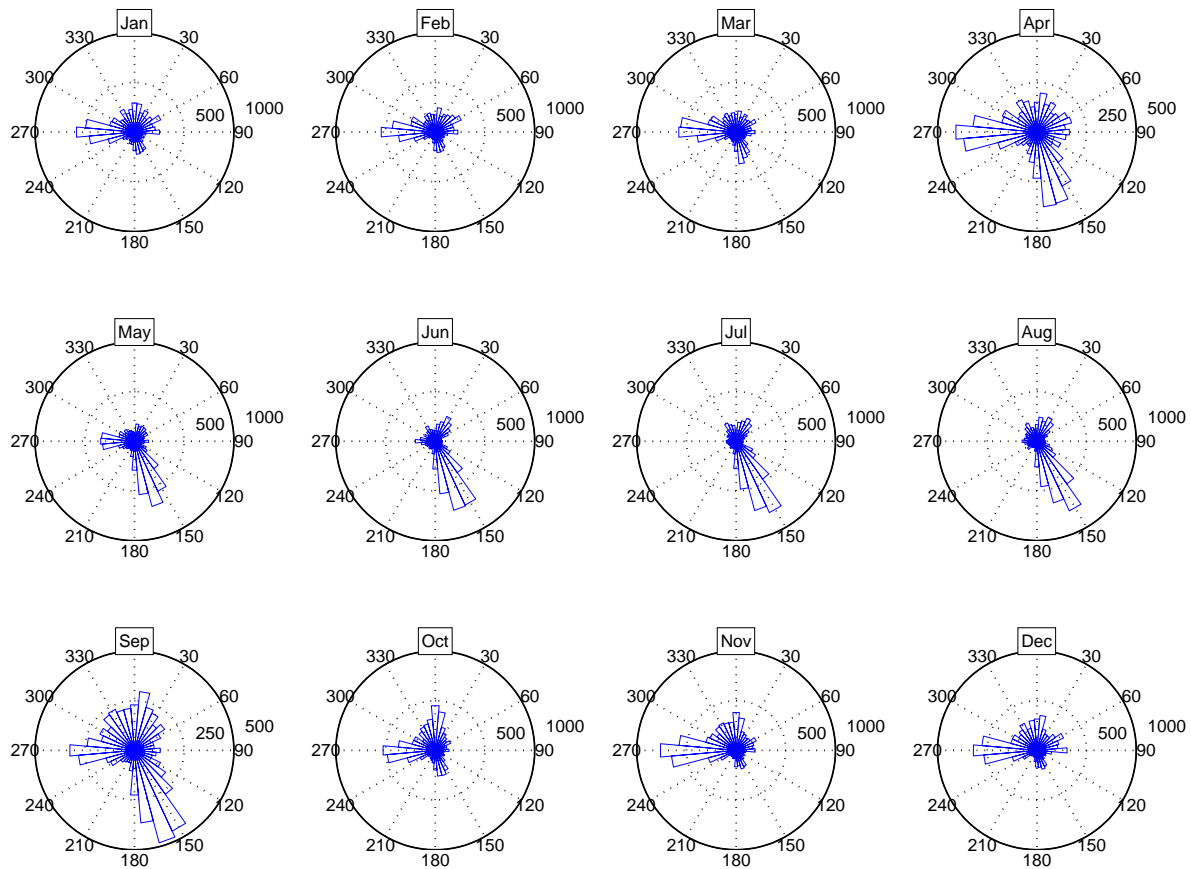 Jan Feb Mar Apr
330 30 330 30 330 30 330 30
300 60 300 60 300 60 300 60
500 1000 500 1000 500 1000 250 500
270 90 270 90 270 90 270 90
240 120 240 120 240 120 240 120
210 150 210 150 210 150 210 150
180 180 180 180
May Jun Jul Aug
330 30 330 30 330 30 330 30
300 60 300 60 300 60 300 60
500 1000 500 1000 500 1000 500 1000
270 90 270 90 270 90 270 90
240 120 240 120 240 120 240 120
210 150 210 150 210 150 210 150
180 180 180 180
Sep Oct Nov Dec
330 30 330 30 330 30 330 30
300 60 300 60 300 60 300 60
250 500 500 1000 500 1000 500 1000
270 90 270 90 270 90 270 90
240 120 240 120 240 120 240 120
210 150 210 150 210 150 210 150
180 180 180 180